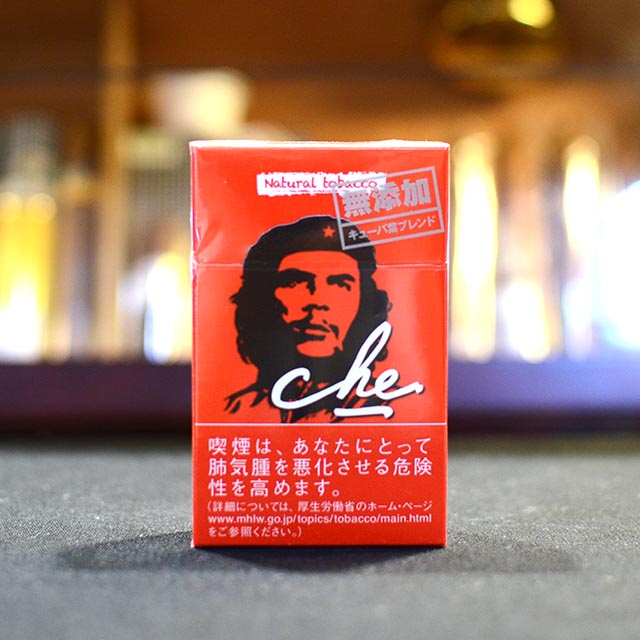 Natural tobacco
無添加
キューバ葉ブレンド
che
喫煙は、あなたにとって
肺気腫を悪化させる危険
性を高めます。
(詳細については、厚生労働省のホーム・ページ
www.mhlw.go.jp/topics/tobacco/main.html
をご参照ください。)